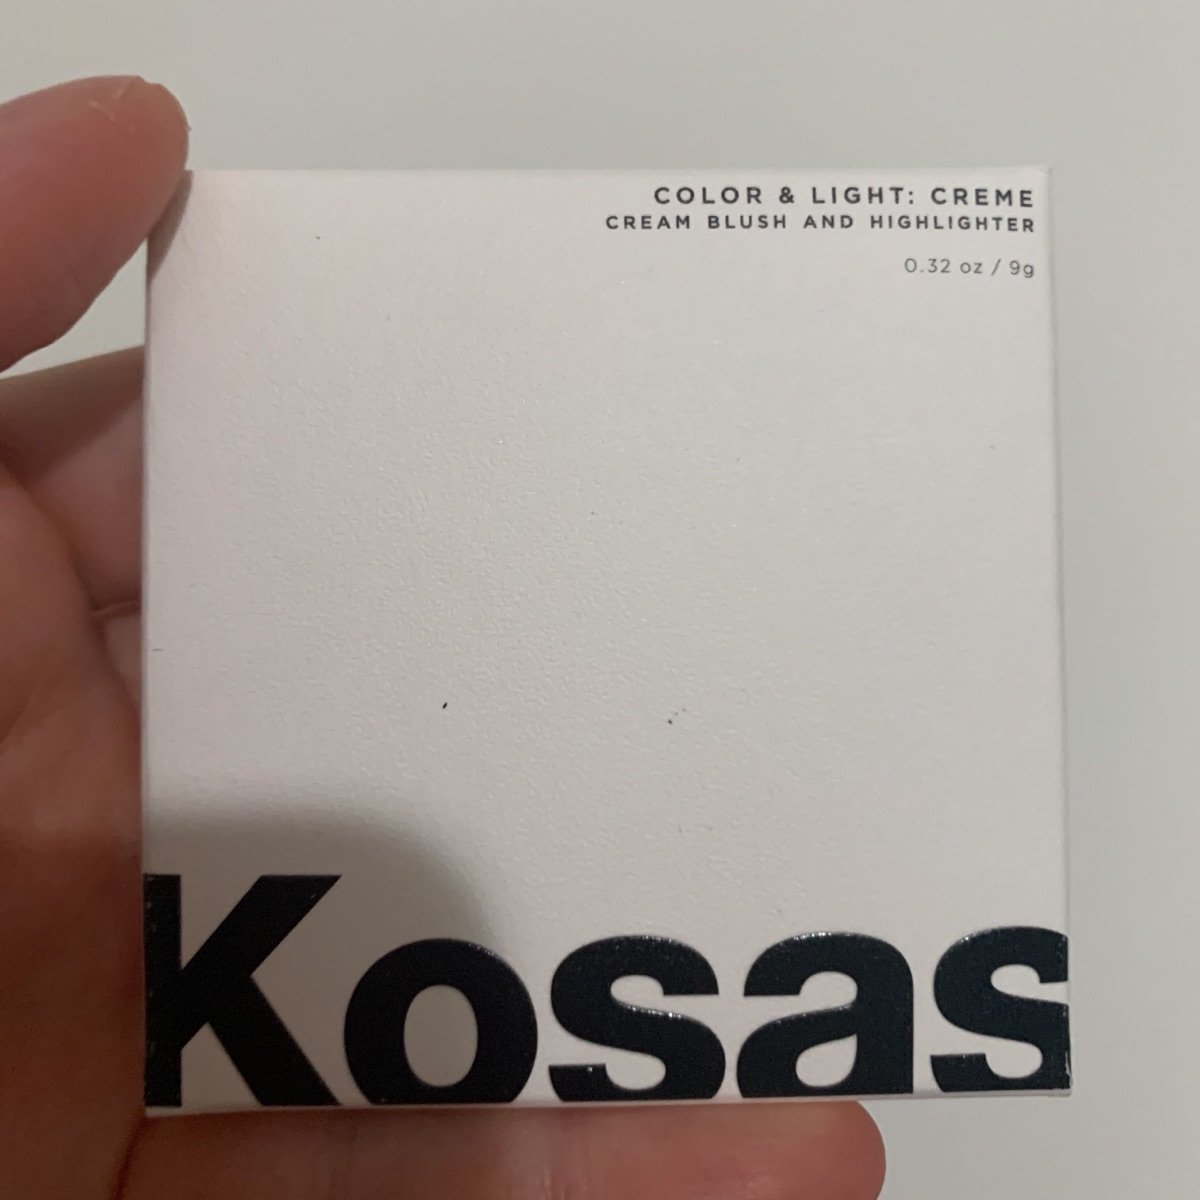 COLOR & LIGHT: CREME
CREAM BLUSH AND HIGHLIGHTER
0.32 oz / 9g
Kosas